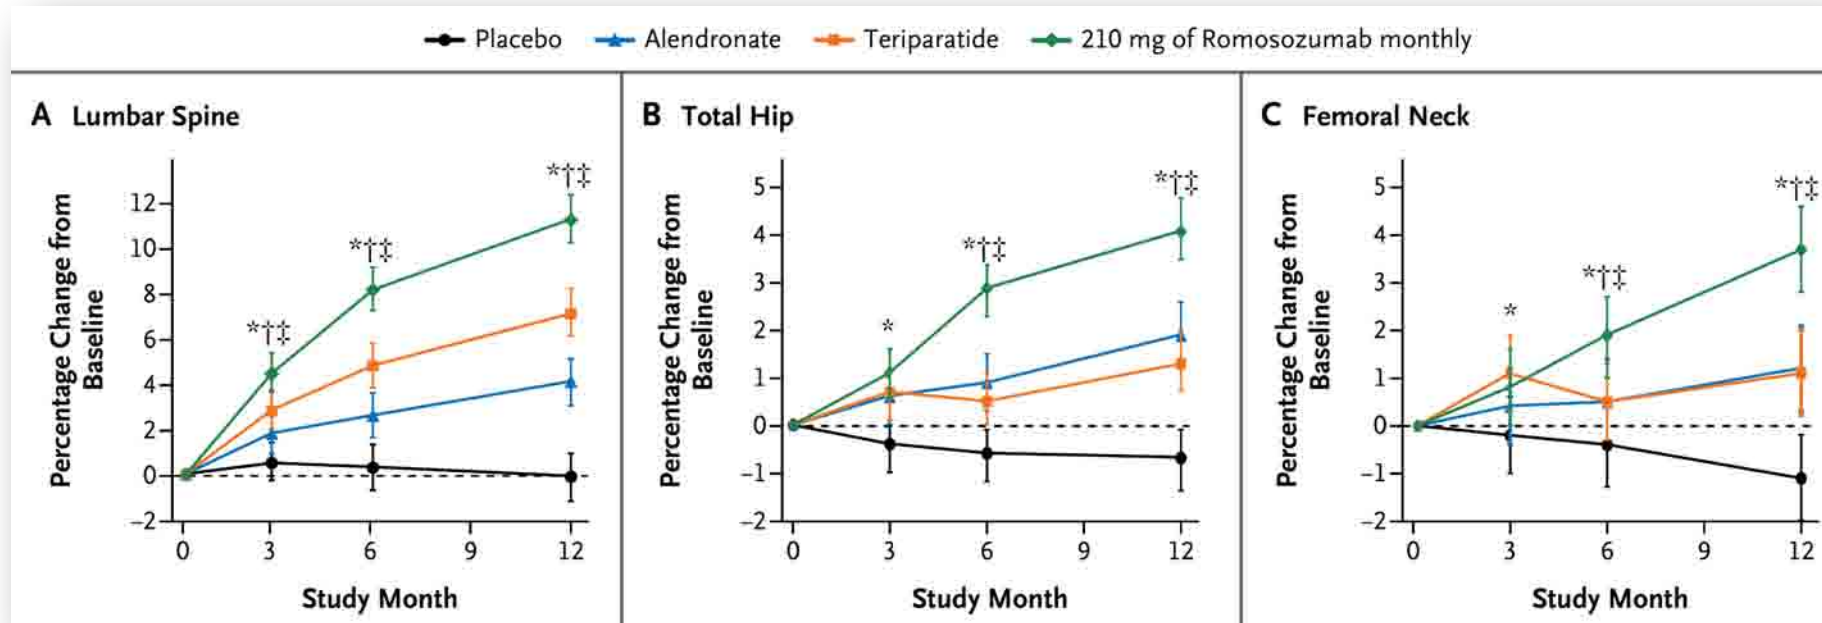 Placebo Alendronate Teriparatide 210 mg of Romosozumab monthly
A Lumbar Spine
Percentage Change from
Baseline
12
10
8
6
4
2
0
−2
*†‡
*†‡
*†‡
0 3 6 9 12
Study Month
B Total Hip
Percentage Change from
Baseline
5
4
3
2
1
0
−1
−2
*
*†‡
*†‡
0 3 6 9 12
Study Month
C Femoral Neck
Percentage Change from
Baseline
5
4
3
2
1
0
−1
−2
*
*†‡
*†‡
0 3 6 9 12
Study Month